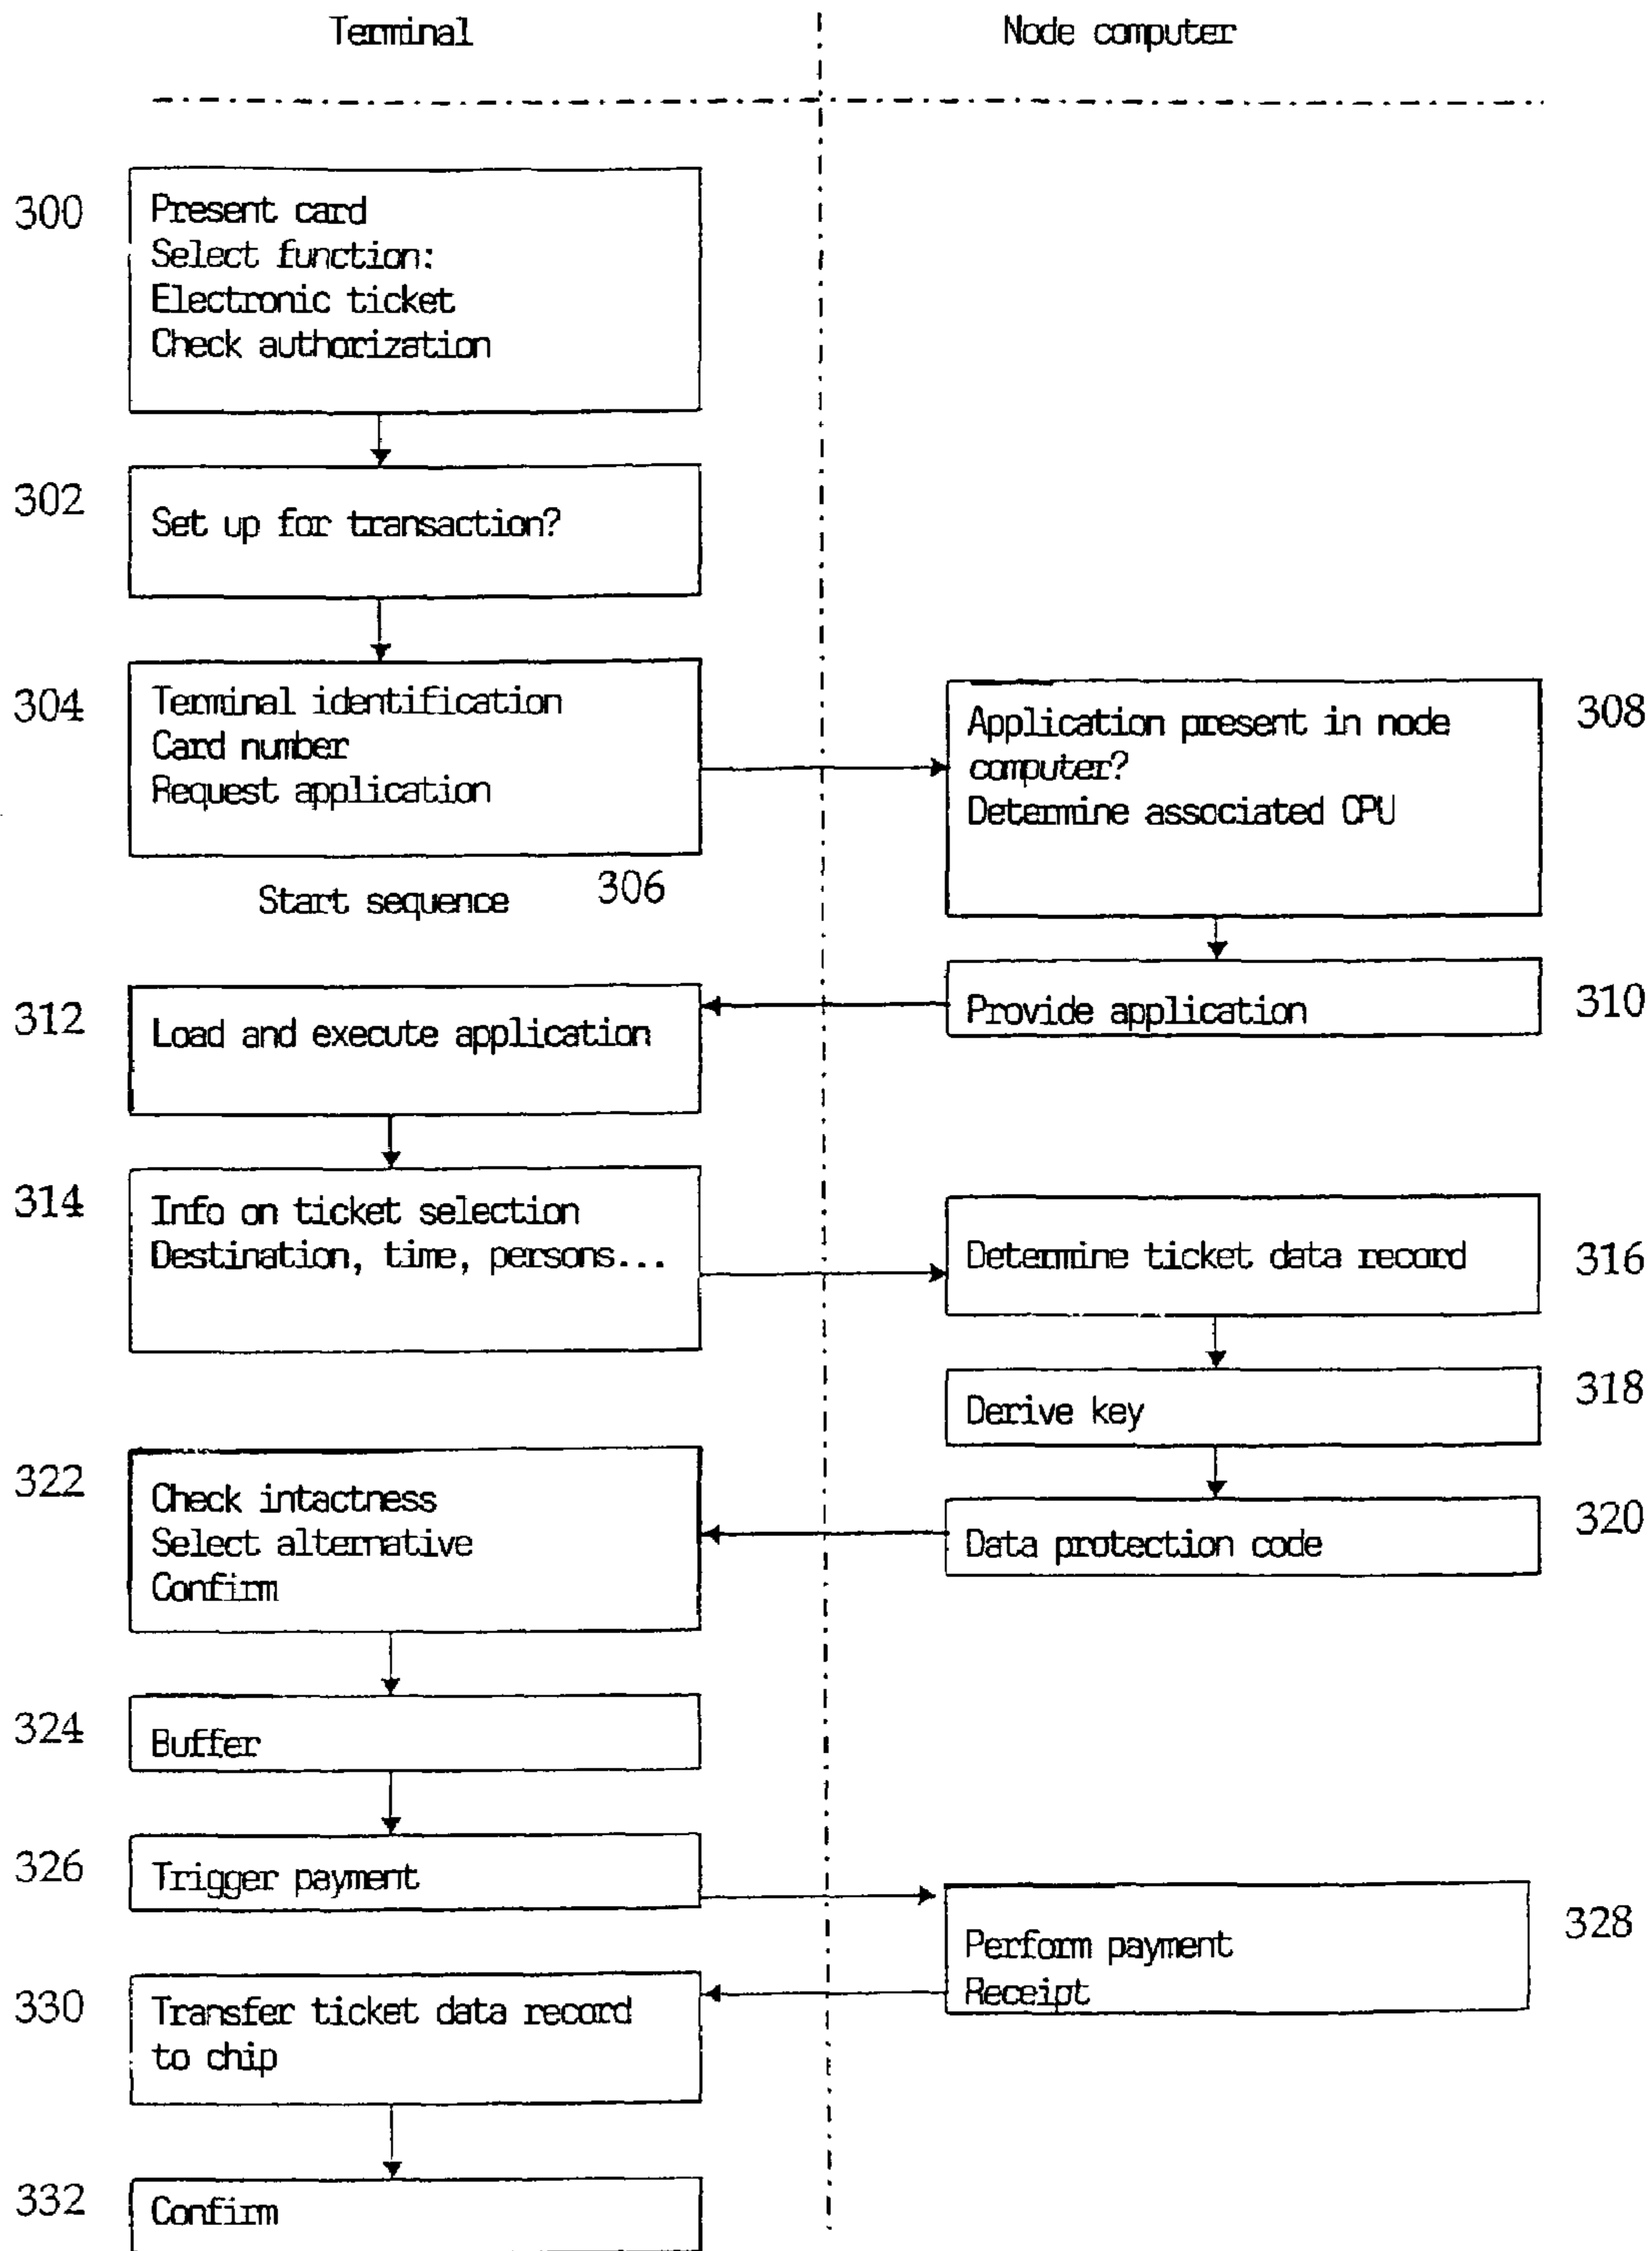 Terminal
Node computer
300
Present card
Select function:
Electronic ticket
Check authorization
302
Set up for transaction?
304
Terminal identification
Card number
Request application
308
Application present in node
computer?
Determine associated CPU
Start sequence
306
310
Provide application
312
Load and execute application
314
Info on ticket selection
Destination, time, persons...
316
Determine ticket data record
318
Derive key
320
Data protection code
322
Check intactness
Select alternative
Confirm
324
Buffer
326
Trigger payment
328
Perform payment
Receipt
330
Transfer ticket data record
to chip
332
Confirm